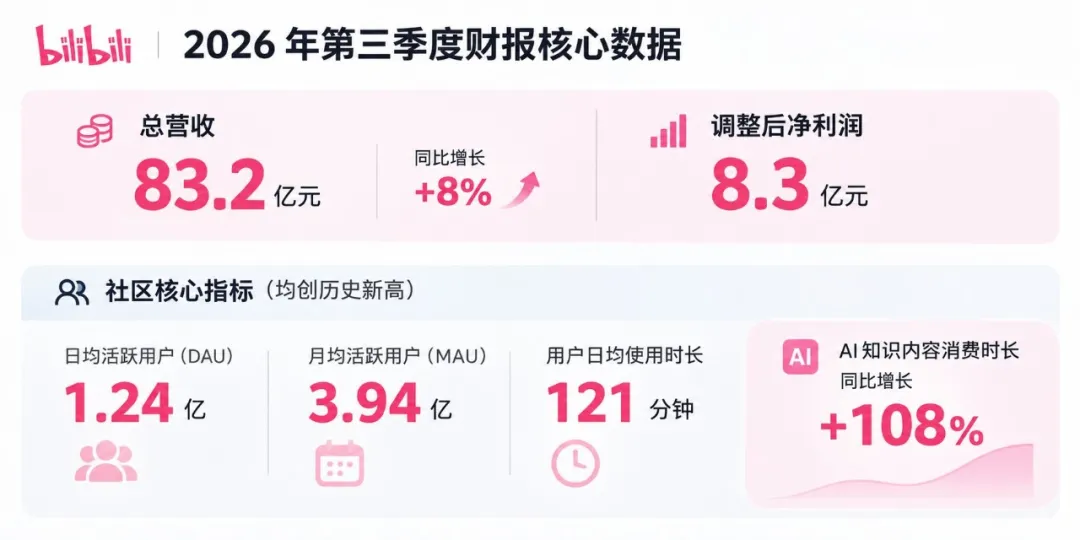 bilibili
2026 年第三季度财报核心数据
总营收
83.2 亿元
同比增长
+8%
调整后净利润
8.3 亿元
社区核心指标（均创历史新高）
日均活跃用户（DAU）
1.24 亿
月均活跃用户（MAU）
3.94 亿
用户日均使用时长
121 分钟
AI
AI 知识内容消费时长
同比增长
+108%